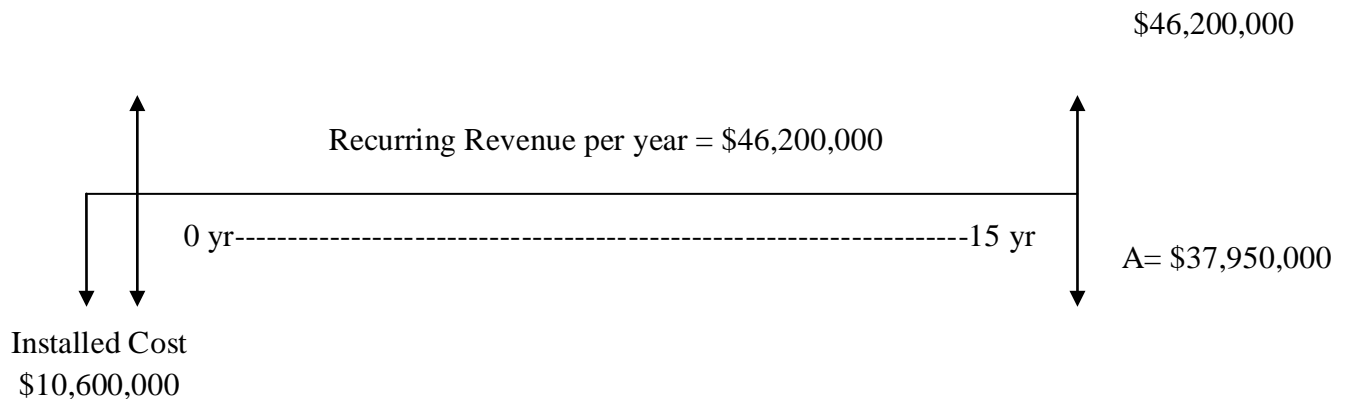 $46,200,000
Recurring Revenue per year = $46,200,000
0 yr----------------------------------------------------------------------15 yr
A= $37,950,000
Installed Cost
$10,600,000